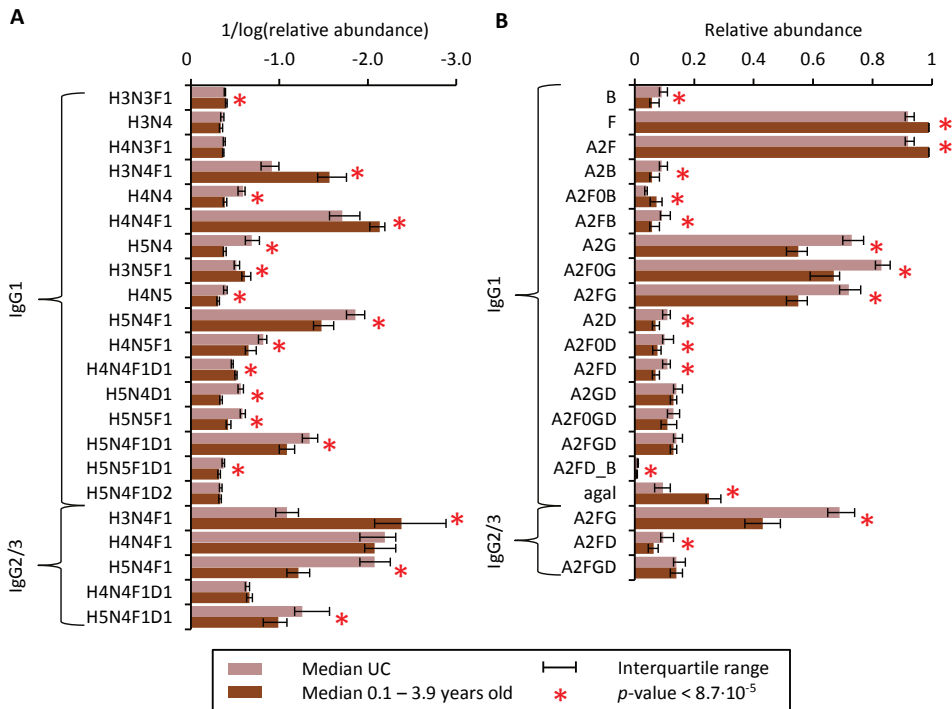 A
1/log(relative abundance)
0 -1.0 -2.0 -3.0
IgG1
H3N3F1 *
H3N4
H4N3F1
H3N4F1 *
H4N4 *
H4N4F1 *
H5N4 *
H3N5F1 *
H4N5 *
H5N4F1 *
H4N5F1 *
H4N4F1D1 *
H5N4D1 *
H5N5F1 *
H5N4F1D1 *
H5N5F1D1 *
H5N4F1D2
IgG2/3
H3N4F1 *
H4N4F1
H5N4F1 *
H4N4F1D1
H5N4F1D1 *
B
Relative abundance
0 0.2 0.4 0.6 0.8 1
IgG1
B *
F *
A2F *
A2B *
A2F0B *
A2FB *
A2G *
A2F0G *
A2FG *
A2D *
A2F0D *
A2FD *
A2GD
A2F0GD
A2FGD
A2FD_B *
agal *
IgG2/3
A2FG *
A2FD *
A2FGD
Median UC
Interquartile range
Median 0.1 – 3.9 years old
* p-value < 8.7·10-5